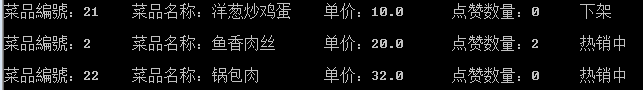 菜品編號：21 菜品名称：洋葱炒鸡蛋 单价：10.0 点赞数量：0 下架
菜品編號：2 菜品名称：鱼香肉丝 单价：20.0 点赞数量：2 热销中
菜品編號：22 菜品名称：锅包肉 单价：32.0 点赞数量：0 热销中